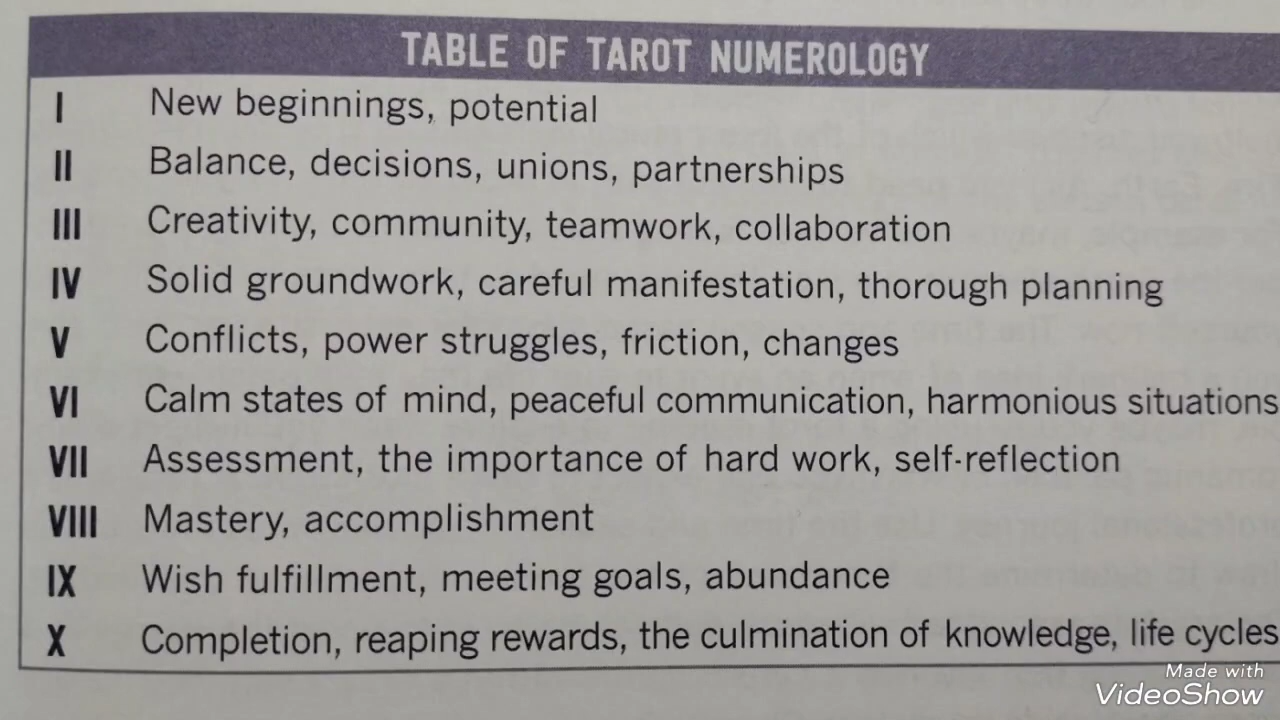 TABLE OF TAROT NUMEROLOGY
I New beginnings, potential
II Balance, decisions, unions, partnerships
III Creativity, community, teamwork, collaboration
IV Solid groundwork, careful manifestation, thorough planning
V Conflicts, power struggles, friction, changes
VI Calm states of mind, peaceful communication, harmonious situations
VII Assessment, the importance of hard work, self-reflection
VIII Mastery, accomplishment
IX Wish fulfillment, meeting goals, abundance
X Completion, reaping rewards, the culmination of knowledge, life cycles
Made with
VideoShow